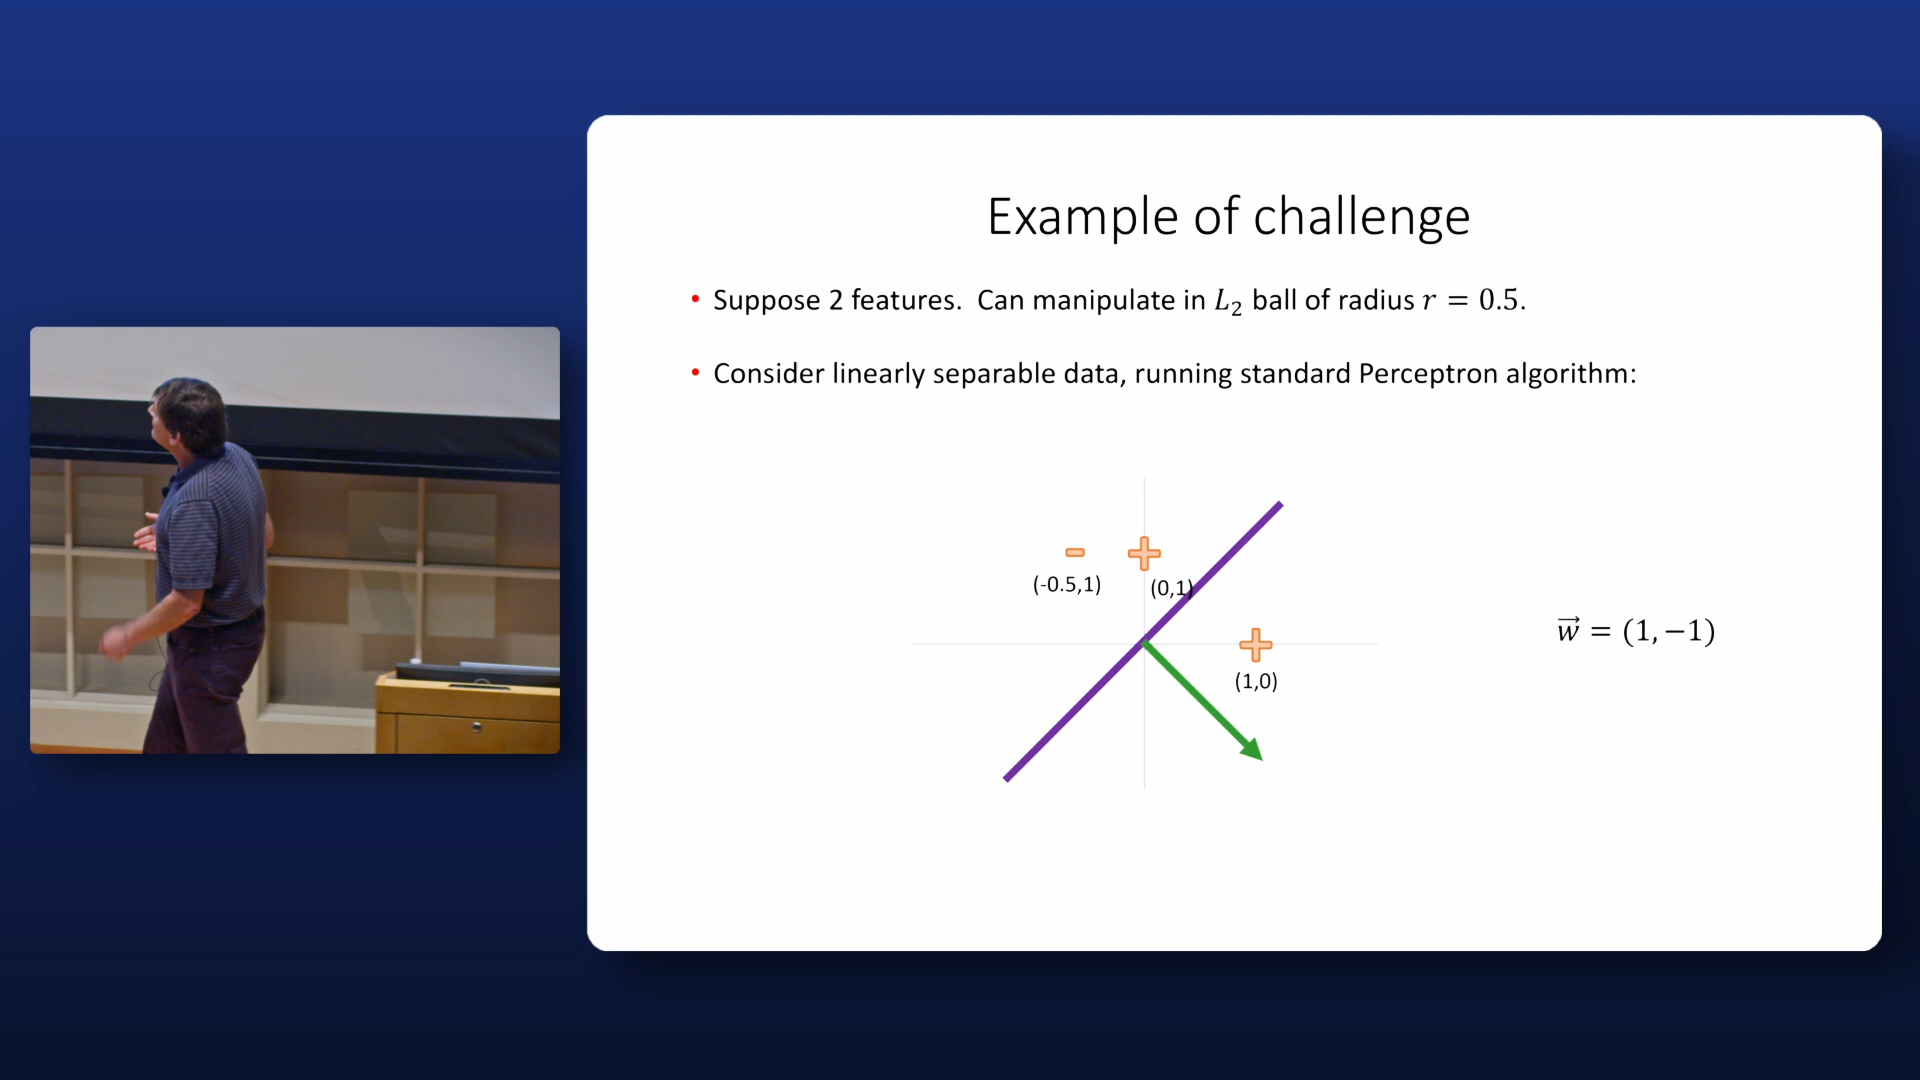 Example of challenge
• Suppose 2 features. Can manipulate in L₂ ball of radius r = 0.5.
• Consider linearly separable data, running standard Perceptron algorithm:
(-0.5,1)
(0,1)
(1,0)
w⃗ = (1, −1)